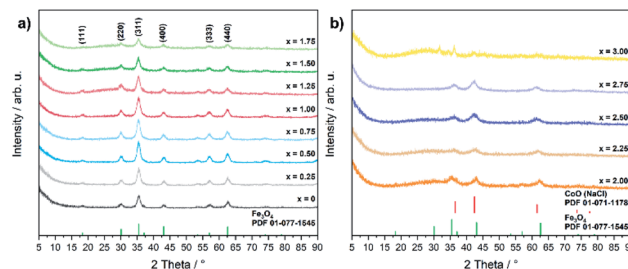 a)
Intensity / arb. u.
(111)
(220)
(311)
(400)
(333)
(440)
x = 1.75
x = 1.50
x = 1.25
x = 1.00
x = 0.75
x = 0.50
x = 0.25
x = 0
Fe₃O₄
PDF 01-077-1545
5 10 15 20 25 30 35 40 45 50 55 60 65 70 75 80 85 90
2 Theta / °
b)
Intensity / arb. u.
x = 3.00
x = 2.75
x = 2.50
x = 2.25
x = 2.00
CoO (NaCl)
PDF 01-071-1178
Fe₃O₄
PDF 01-077-1545
5 10 15 20 25 30 35 40 45 50 55 60 65 70 75 80 85 90
2 Theta / °